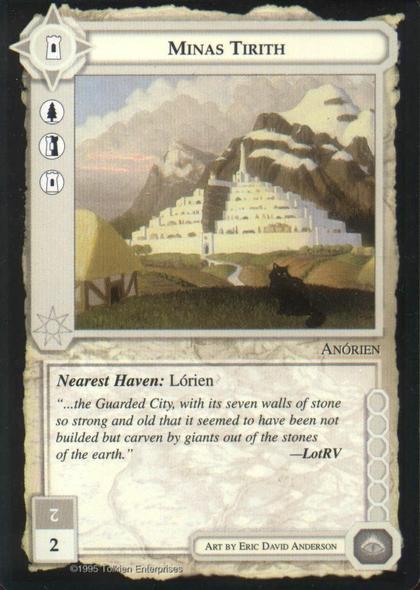 MINAS TIRITH
ANÓRIEN
Nearest Haven: Lórien
“...the Guarded City, with its seven walls of stone
so strong and old that it seemed to have been not
builded but carven by giants out of the stones
of the earth.” —LotRV
2
2
ART BY ERIC DAVID ANDERSON
©1995 Tolkien Enterprises